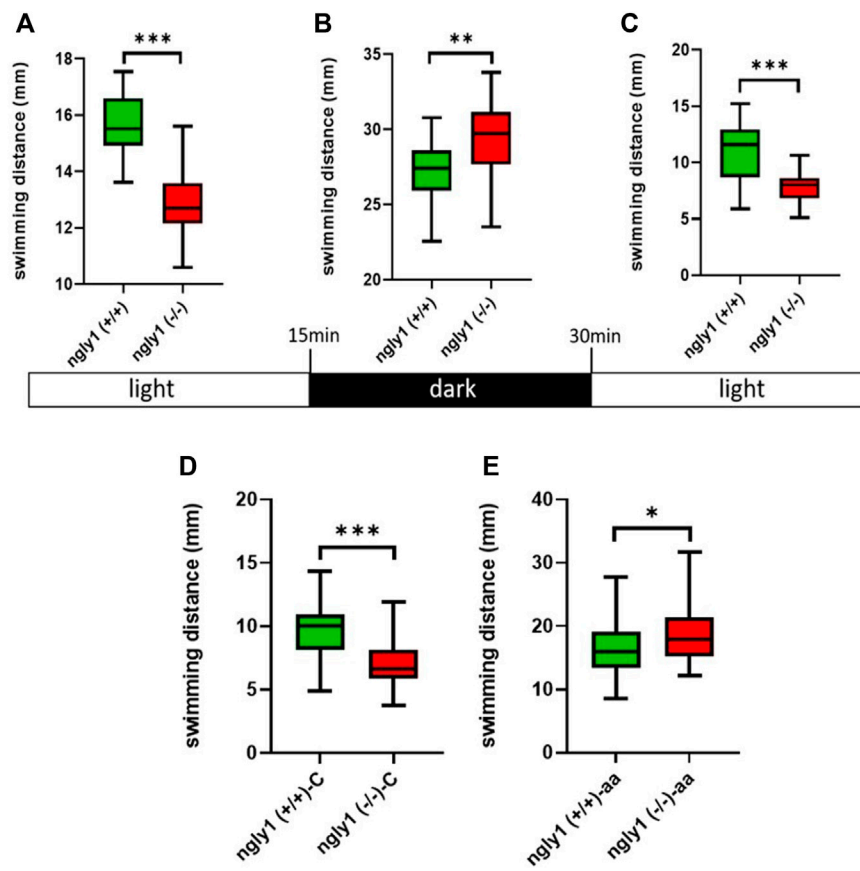 A
B
C
***
**
***
swimming distance (mm)
18
16
14
12
10
swimming distance (mm)
35
30
25
20
swimming distance (mm)
20
15
10
5
0
ngly1 (+/+)
ngly1 (-/-)
ngly1 (+/+)
ngly1 (-/-)
ngly1 (+/+)
ngly1 (-/-)
15min
30min
light
dark
light
D
E
***
*
swimming distance (mm)
20
15
10
5
0
swimming distance (mm)
40
30
20
10
0
ngly1 (+/+)-C
ngly1 (-/-)-C
ngly1 (+/+)-aa
ngly1 (-/-)-aa